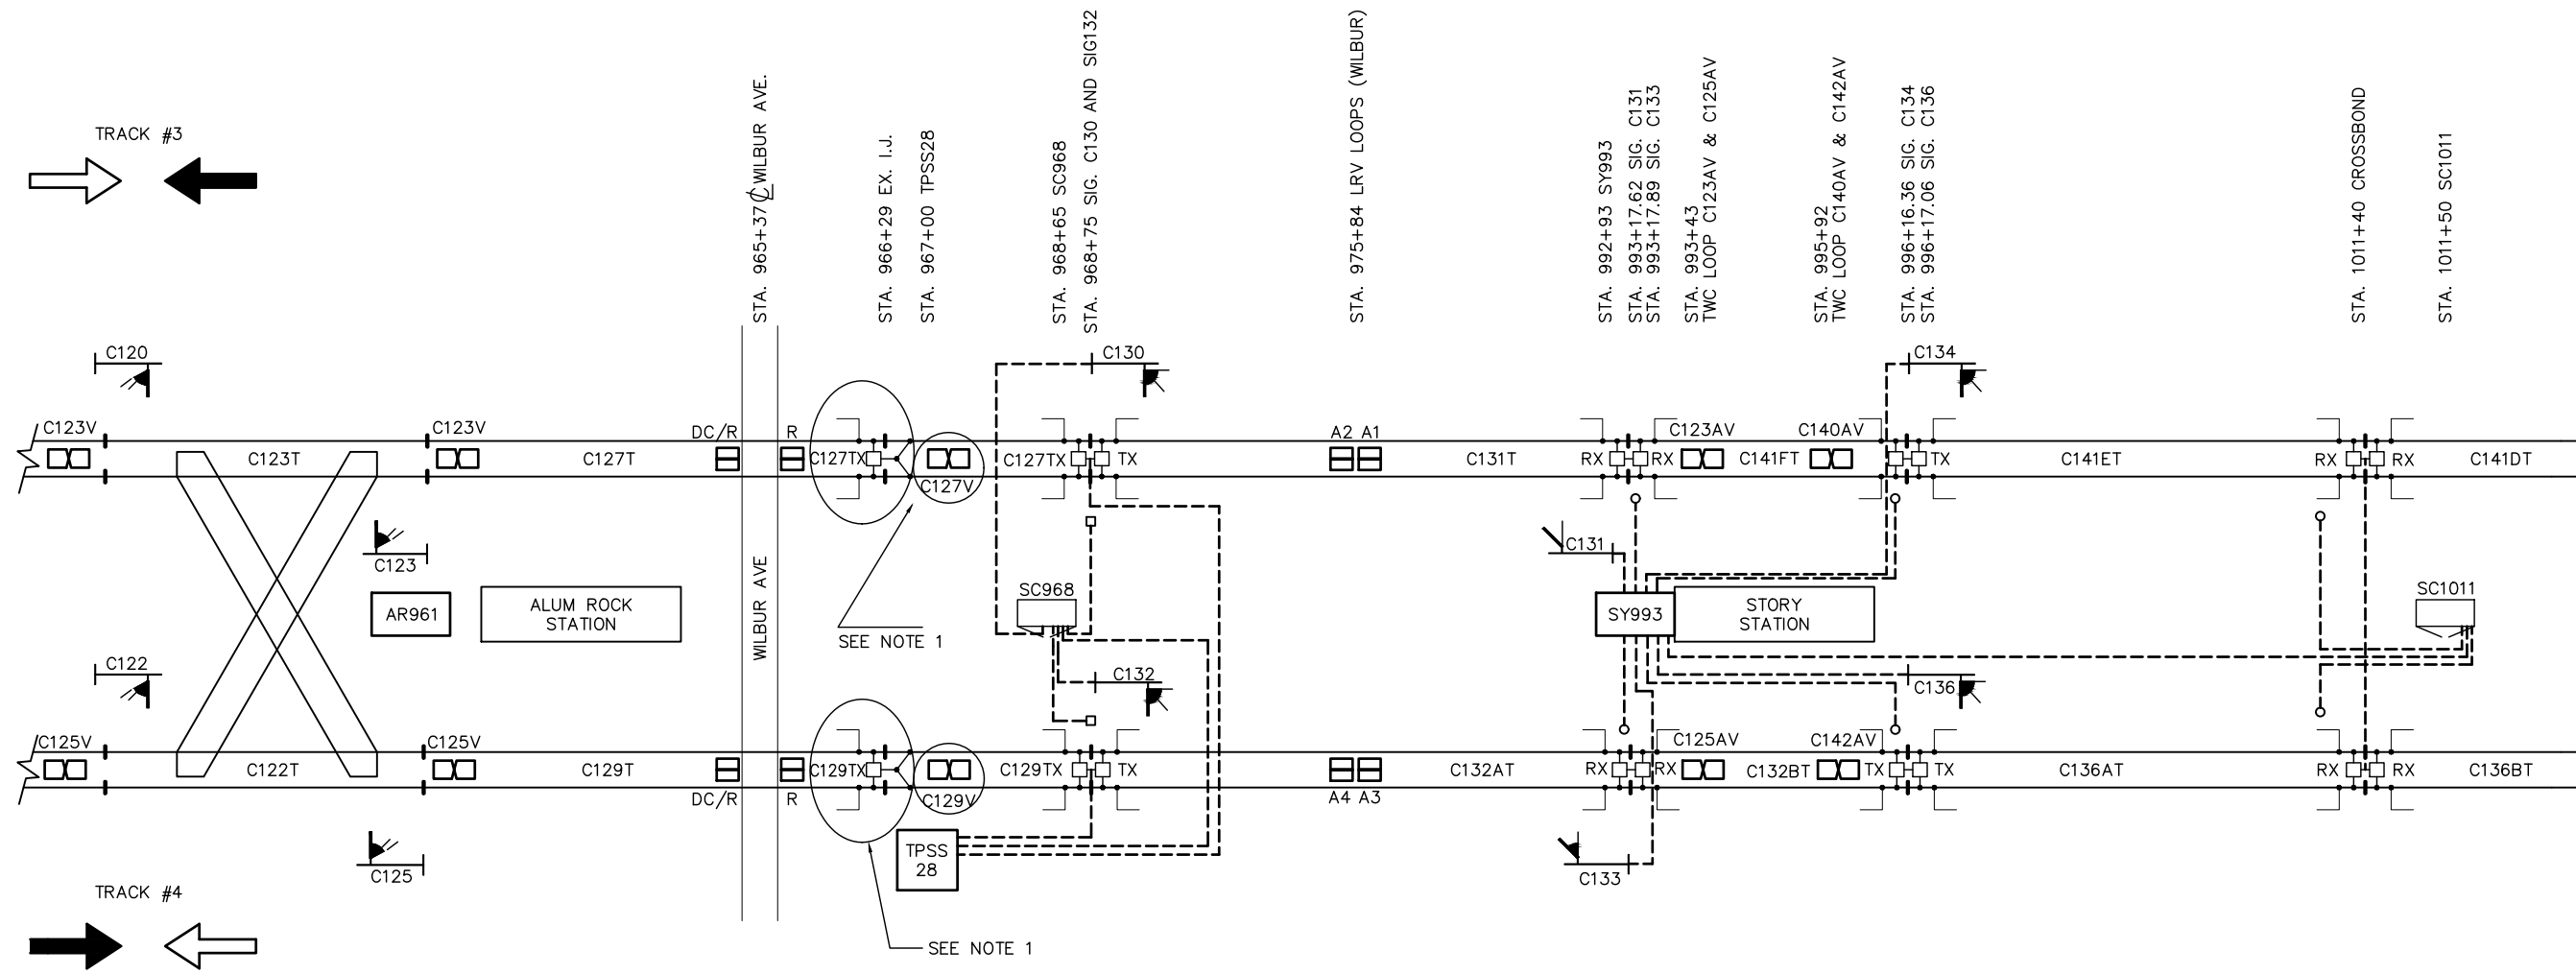 TRACK #3
STA. 965+37 ℄ WILBUR AVE.
STA. 966+29 EX. I.J.
STA. 967+00 TPSS28
STA. 968+65 SC968
STA. 968+75 SIG. C130 AND SIG132
STA. 975+84 LRV LOOPS (WILBUR)
STA. 992+93 SY993
STA. 993+17.62 SIG. C131
STA. 993+17.89 SIG. C133
STA. 993+43
TWC LOOP C123AV & C125AV
STA. 995+92
TWC LOOP C140AV & C142AV
STA. 996+16.36 SIG. C134
STA. 996+17.06 SIG. C136
STA. 1011+40 CROSSBOND
STA. 1011+50 SC1011
C120
C130
C134
C123V
C123V
DC/R
R
A2 A1
C123AV
C140AV
C123T
C127T
C127TX
C127V
C127TX
TX
C131T
RX
RX
C141FT
TX
C141ET
RX
RX
C141DT
C123
C131
AR961
ALUM ROCK
STATION
WILBUR AVE
SEE NOTE 1
SC968
SY993
STORY
STATION
SC1011
C122
C132
C136
C125V
C125V
C125AV
C142AV
C122T
C129T
C129TX
C129V
C129TX
TX
C132AT
RX
RX
C132BT
TX
TX
C136AT
RX
RX
C136BT
DC/R
R
A4 A3
C125
TPSS
28
C133
TRACK #4
SEE NOTE 1